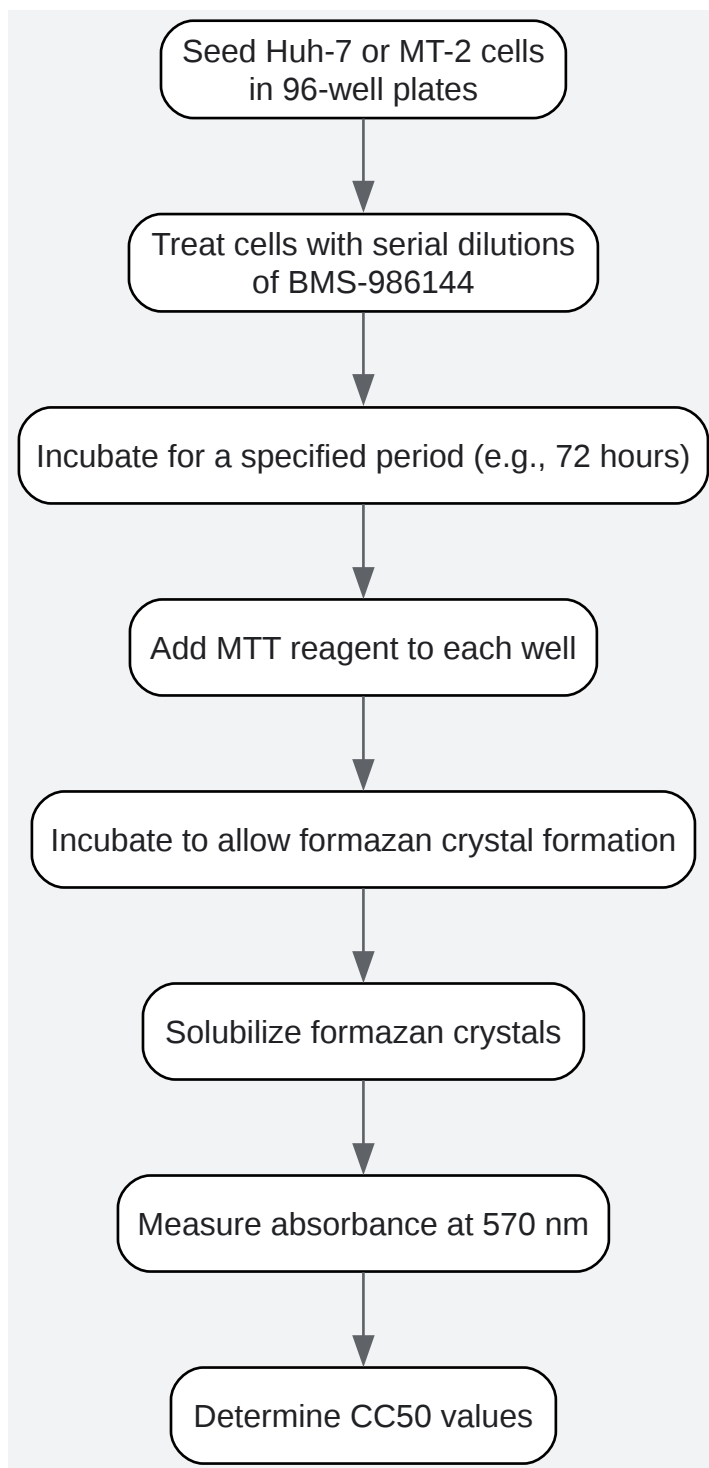 Seed Huh-7 or MT-2 cells
in 96-well plates
Treat cells with serial dilutions
of BMS-986144
Incubate for a specified period (e.g., 72 hours)
Add MTT reagent to each well
Incubate to allow formazan crystal formation
Solubilize formazan crystals
Measure absorbance at 570 nm
Determine CC50 values